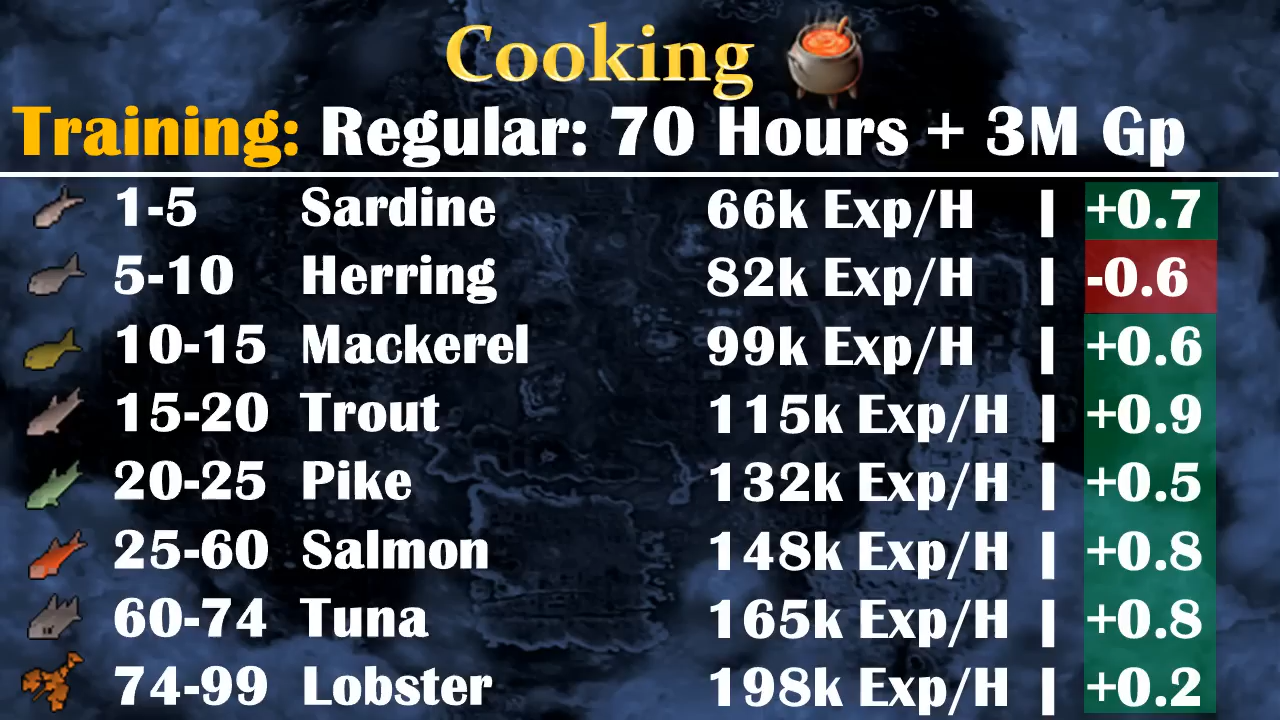 Cooking
Training: Regular: 70 Hours + 3M Gp
1-5 Sardine 66k Exp/H | +0.7
5-10 Herring 82k Exp/H | -0.6
10-15 Mackerel 99k Exp/H | +0.6
15-20 Trout 115k Exp/H | +0.9
20-25 Pike 132k Exp/H | +0.5
25-60 Salmon 148k Exp/H | +0.8
60-74 Tuna 165k Exp/H | +0.8
74-99 Lobster 198k Exp/H | +0.2